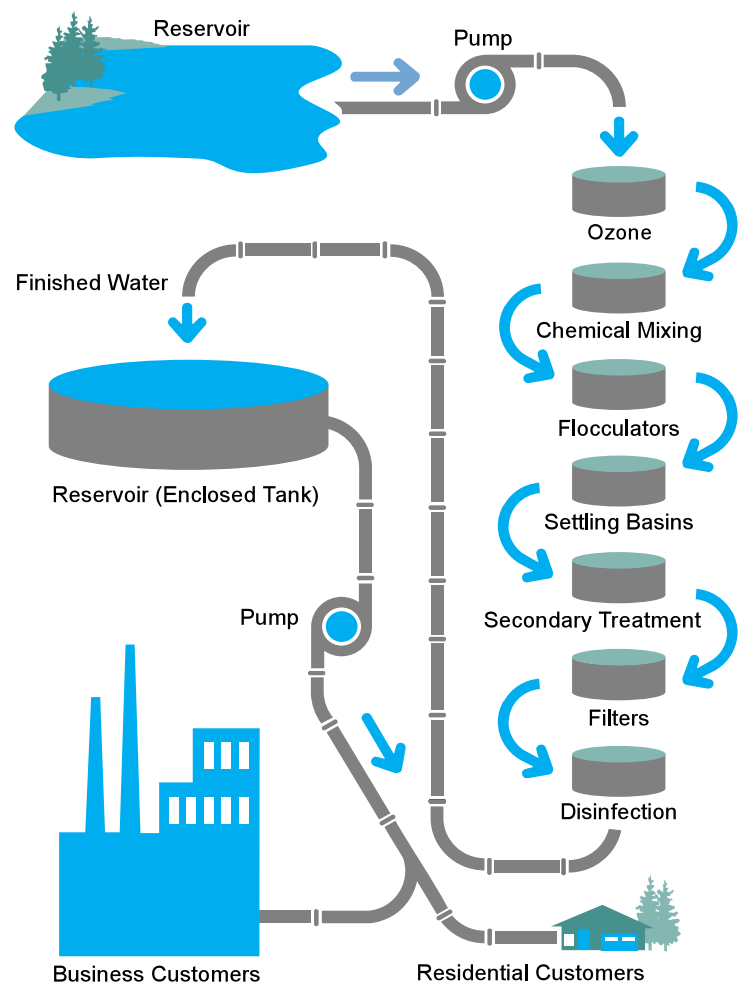 Reservoir
Pump
Ozone
Finished Water
Chemical Mixing
Flocculators
Reservoir (Enclosed Tank)
Settling Basins
Pump
Secondary Treatment
Filters
Disinfection
Business Customers
Residential Customers